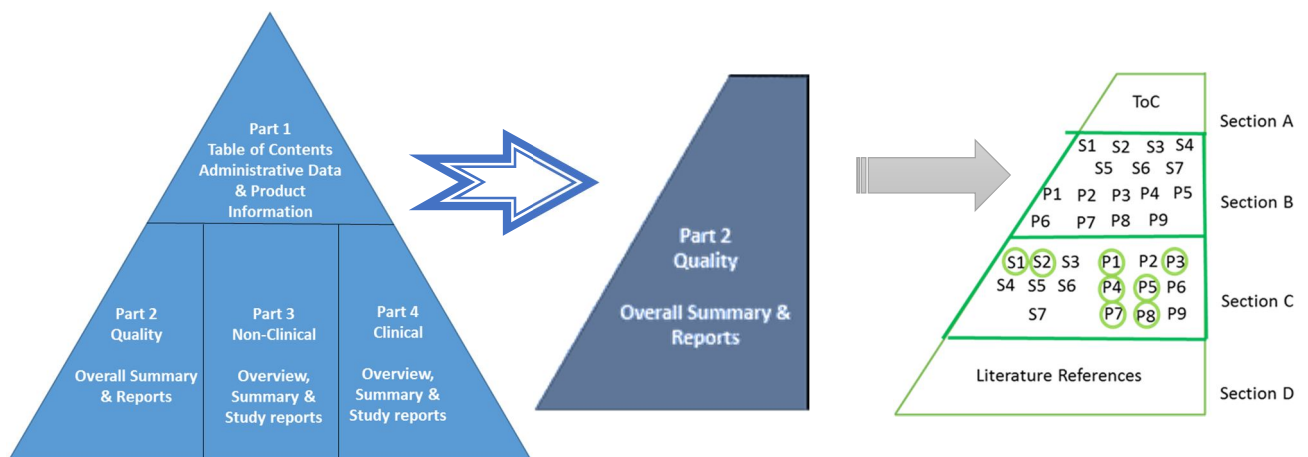 Part 1
Table of Contents
Administrative Data
& Product
Information
Part 2
Quality
Overall Summary
& Reports
Part 3
Non-Clinical
Overview,
Summary &
Study reports
Part 4
Clinical
Overview,
Summary &
Study reports
Part 2
Quality
Overall Summary &
Reports
ToC
Section A
S1 S2 S3 S4
S5 S6 S7
P1 P2 P3 P4 P5
P6 P7 P8 P9
Section B
S1 S2 S3 P1 P2 P3
S4 S5 S6 P4 P5 P6
S7 P7 P8 P9
Section C
Literature References
Section D